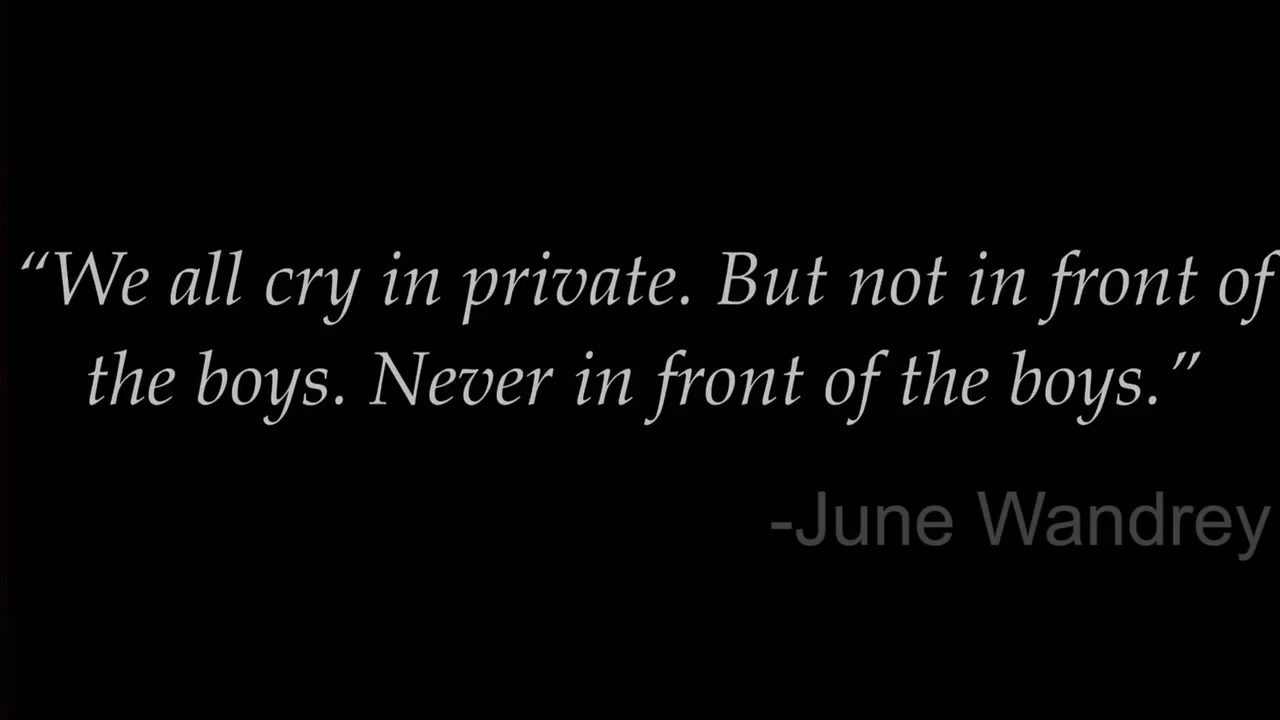 “We all cry in private. But not in front of
the boys. Never in front of the boys.”
-June Wandrey